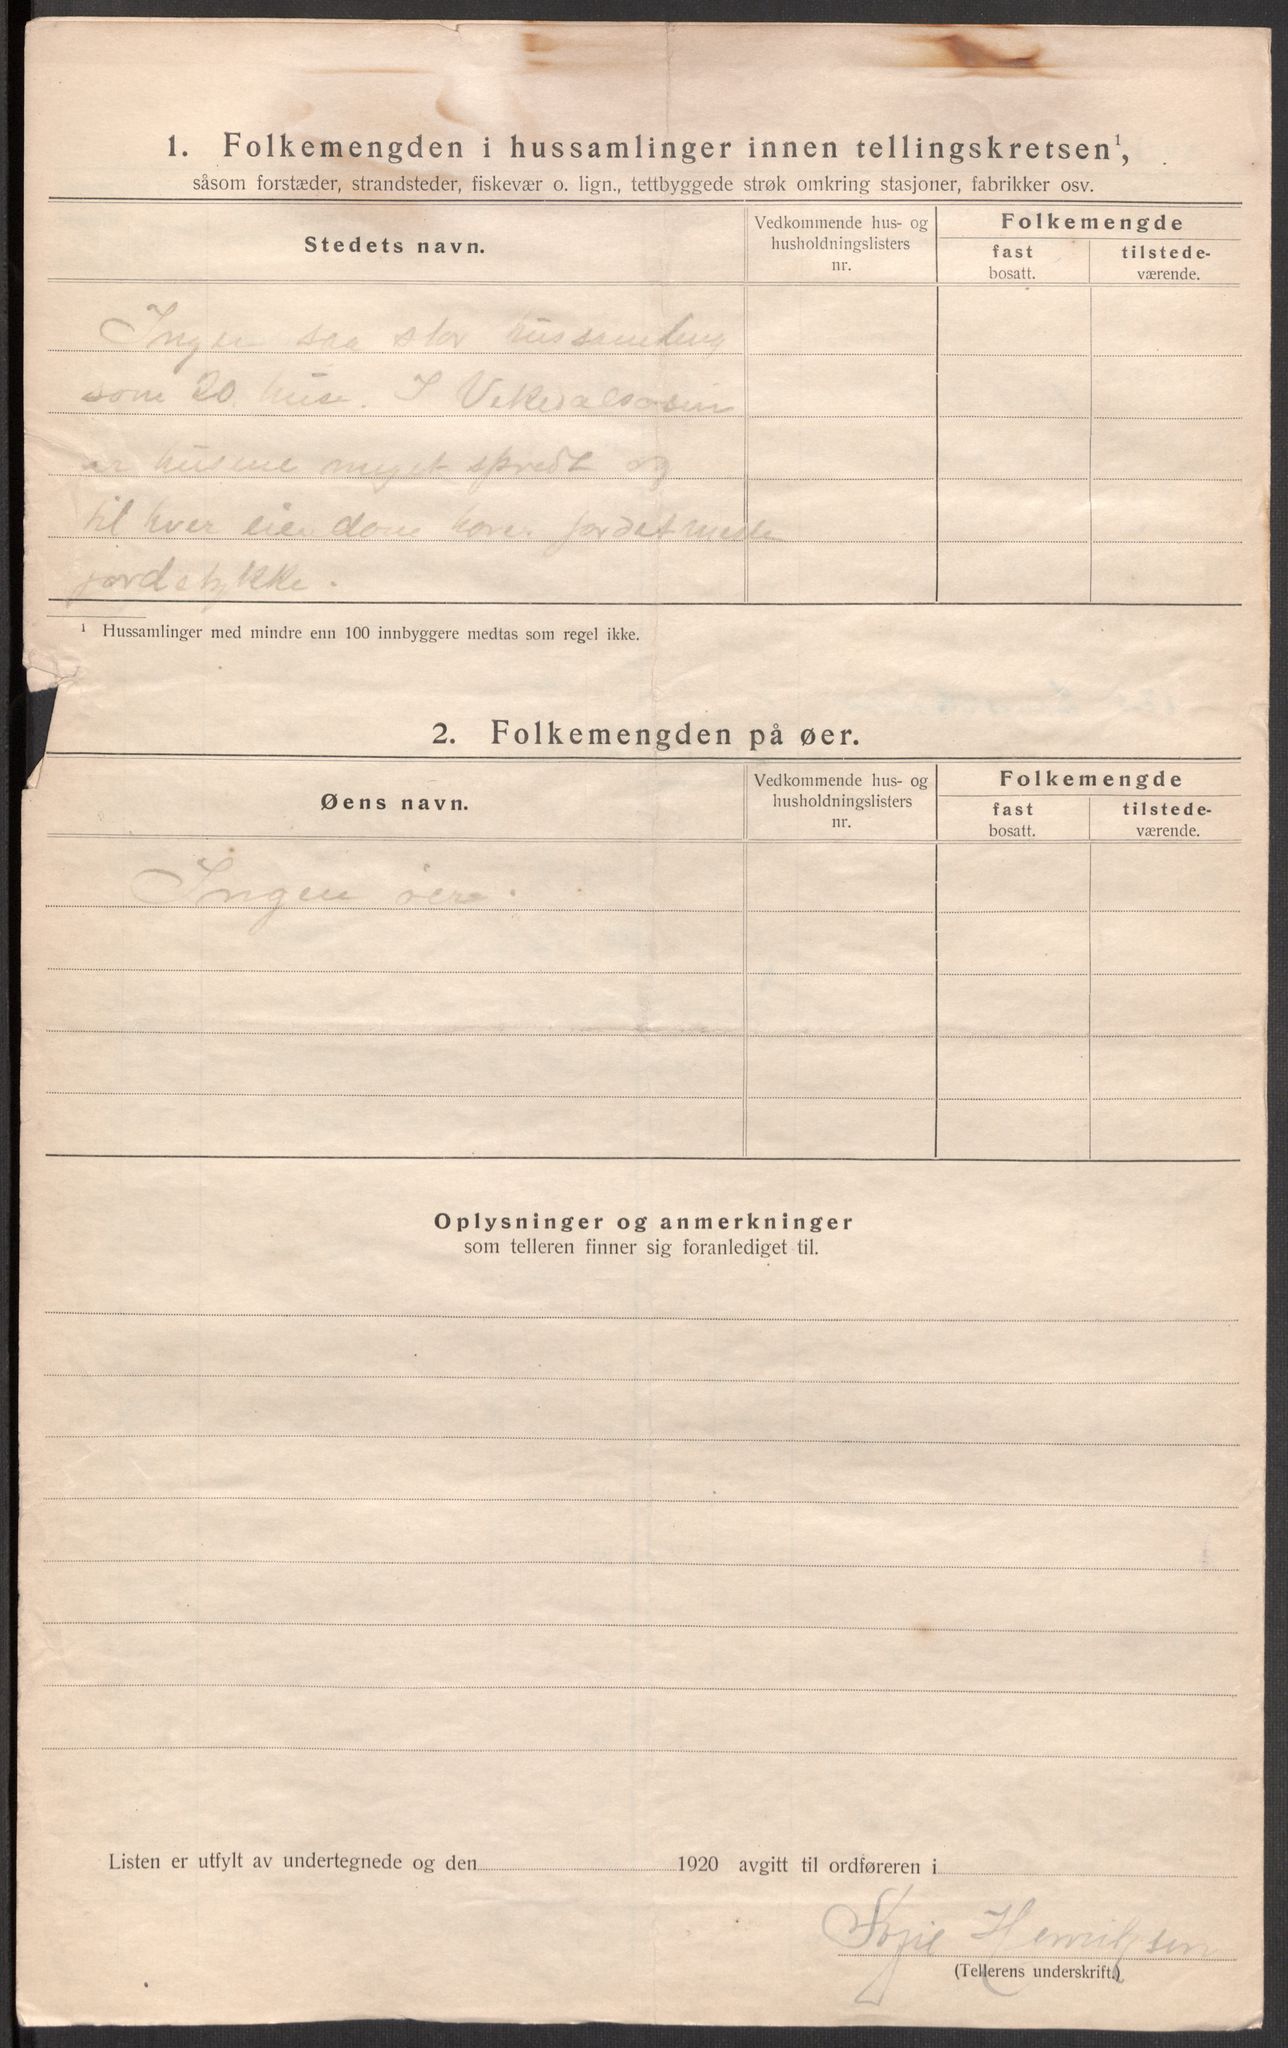 1. Folkemengden i hussamlinger innen tellingskretsen¹,
såsom forstæder, strandsteder, fiskevær o. lign., tettbyggede strøk omkring stasjoner, fabrikker osv.
Stedets navn.
Vedkommende hus- og
husholdningslisters
nr.
Folkemengde
fast
bosatt.
tilstede-
værende.
Ingen saa stor hussamling
som 20 huse. I Vikedalsosen
er husene meget spredt og
til hver eiendom hører for det meste
jordstykke.
¹ Hussamlinger med mindre enn 100 innbyggere medtas som regel ikke.
2. Folkemengden på øer.
Øens navn.
Vedkommende hus- og
husholdningslisters
nr.
Folkemengde
fast
bosatt.
tilstede-
værende.
Ingen øer.
Oplysninger og anmerkninger
som telleren finner sig foranlediget til.
Listen er utfylt av undertegnede og den 1920 avgitt til ordføreren i
Henriksen
(Tellerens underskrift.)